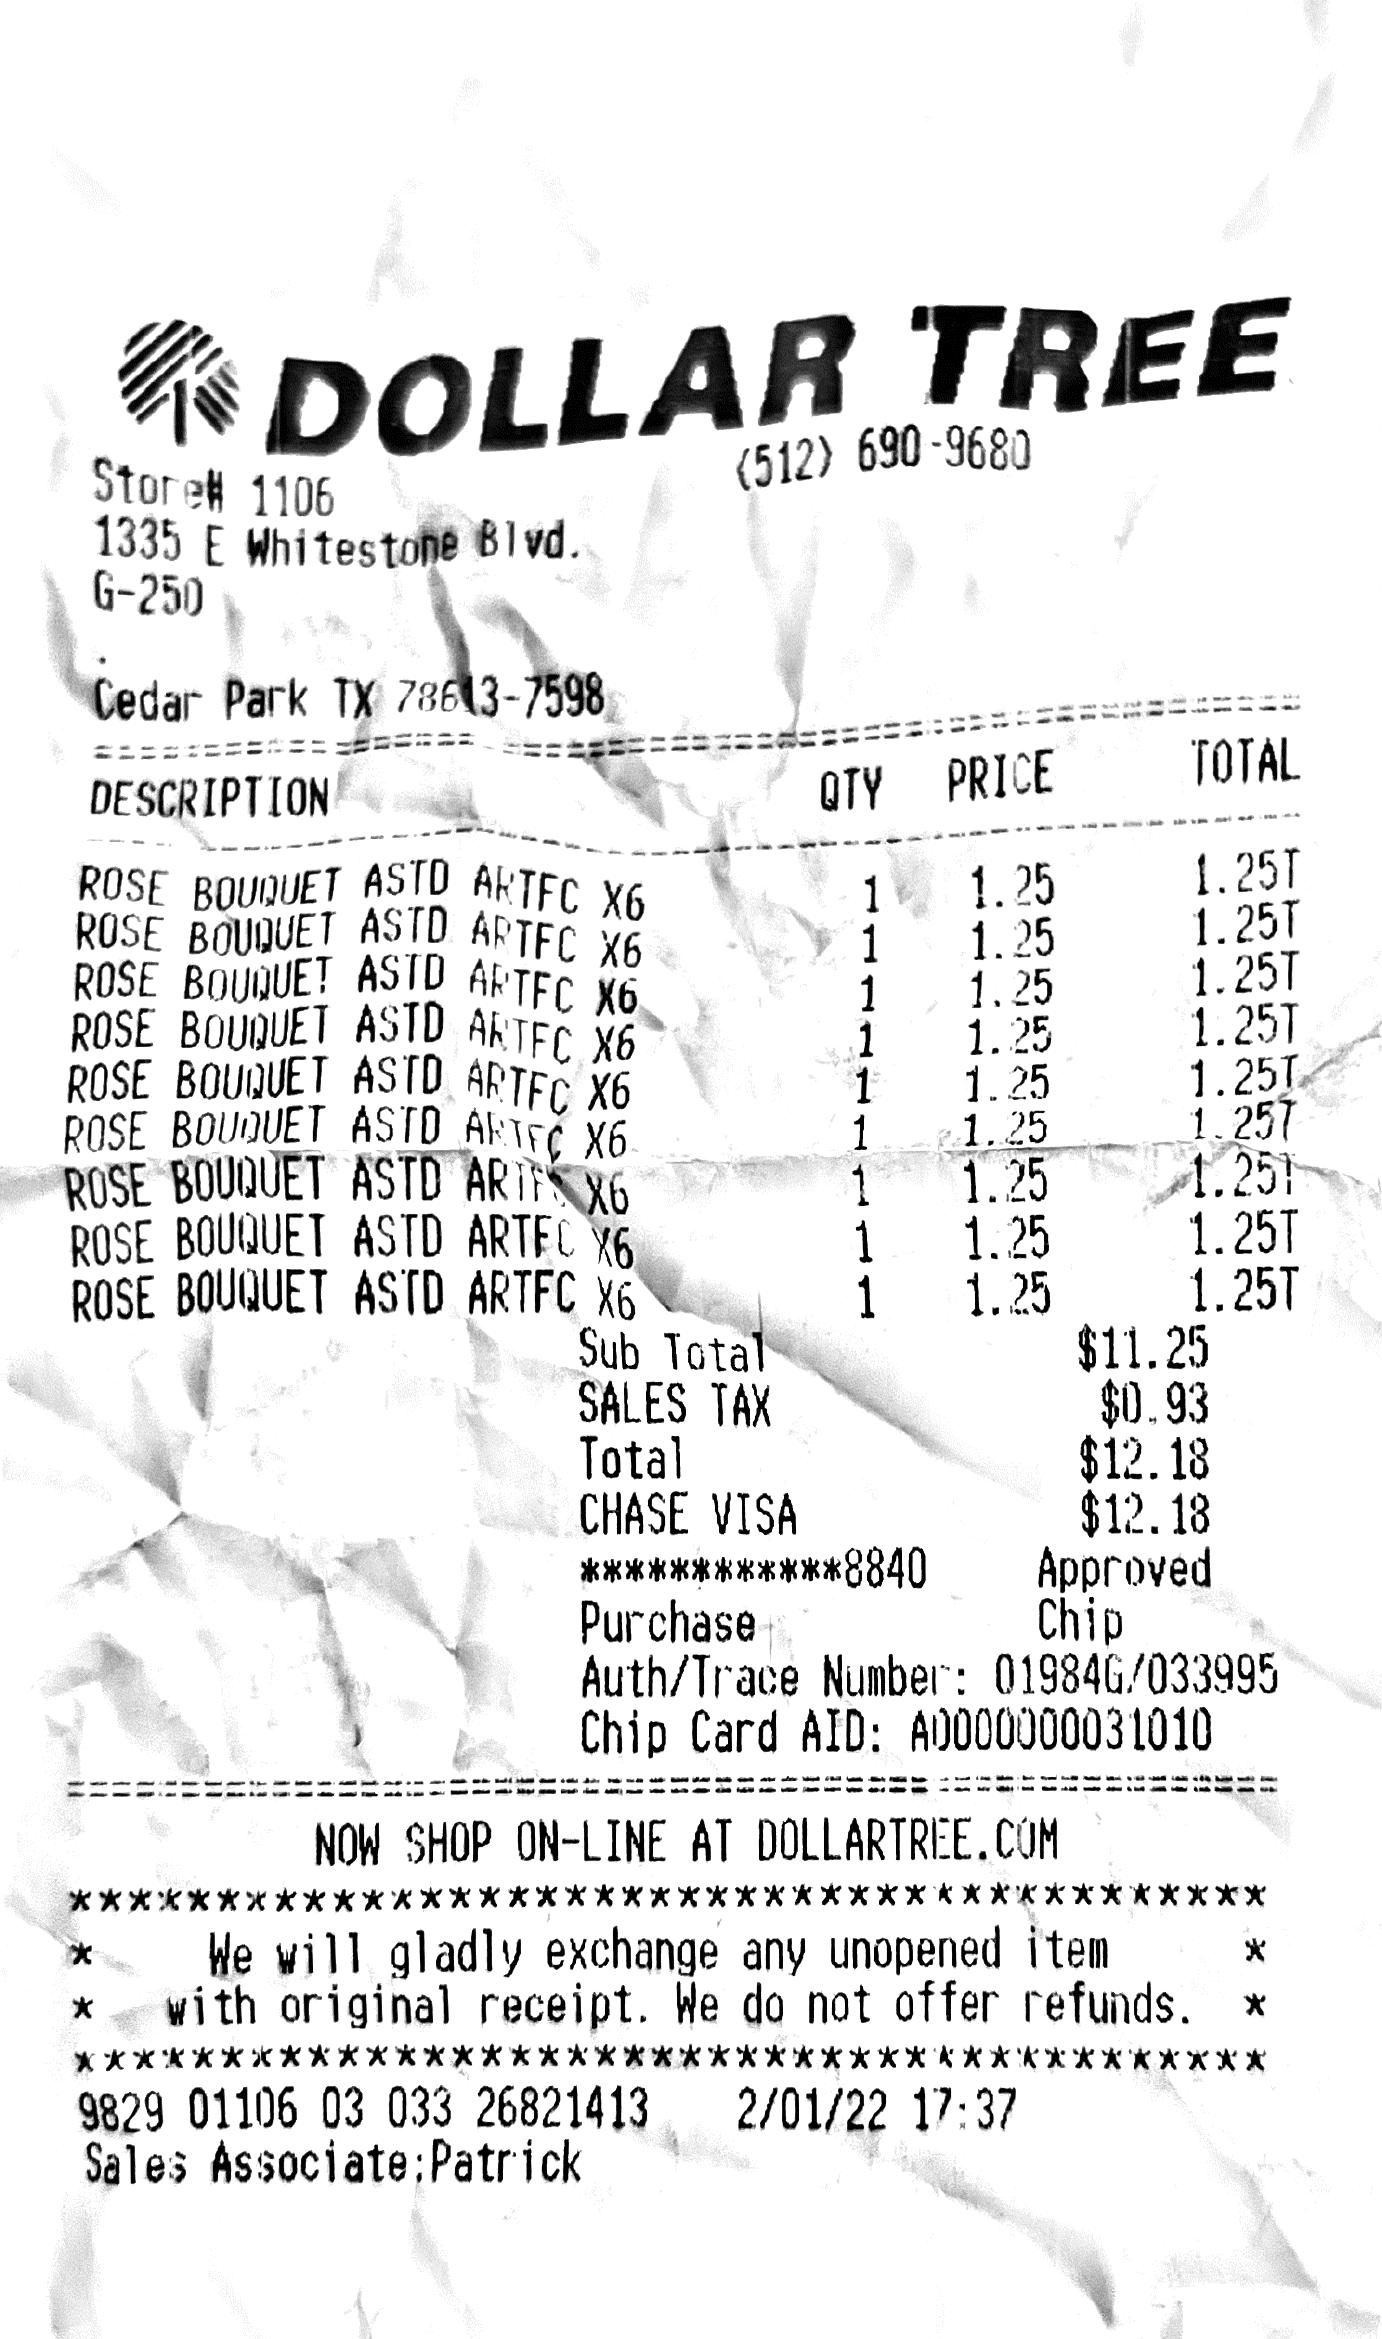 DOLLAR TREE
(512) 690-9680
Store# 1106
1335 E Whitestone Blvd.
G-250
.
Cedar Park TX 78613-7598
==========================================
DESCRIPTION QTY PRICE TOTAL
------------------------------------------
ROSE BOUQUET ASTD ARTFC X6 1 1.25 1.25T
ROSE BOUQUET ASTD ARTFC X6 1 1.25 1.25T
ROSE BOUQUET ASTD ARTFC X6 1 1.25 1.25T
ROSE BOUQUET ASTD ARTFC X6 1 1.25 1.25T
ROSE BOUQUET ASTD ARTFC X6 1 1.25 1.25T
ROSE BOUQUET ASTD ARTFC X6 1 1.25 1.25T
ROSE BOUQUET ASTD ARTFC X6 1 1.25 1.25T
ROSE BOUQUET ASTD ARTFC X6 1 1.25 1.25T
ROSE BOUQUET ASTD ARTFC X6 1 1.25 1.25T
Sub Total $11.25
SALES TAX $0.93
Total $12.18
CHASE VISA $12.18
************8840 Approved
Purchase Chip
Auth/Trace Number: 01984G/033995
Chip Card AID: A0000000031010
==========================================
NOW SHOP ON-LINE AT DOLLARTREE.COM
******************************************
* We will gladly exchange any unopened item *
* with original receipt. We do not offer refunds. *
******************************************
9829 01106 03 033 26821413 2/01/22 17:37
Sales Associate:Patrick